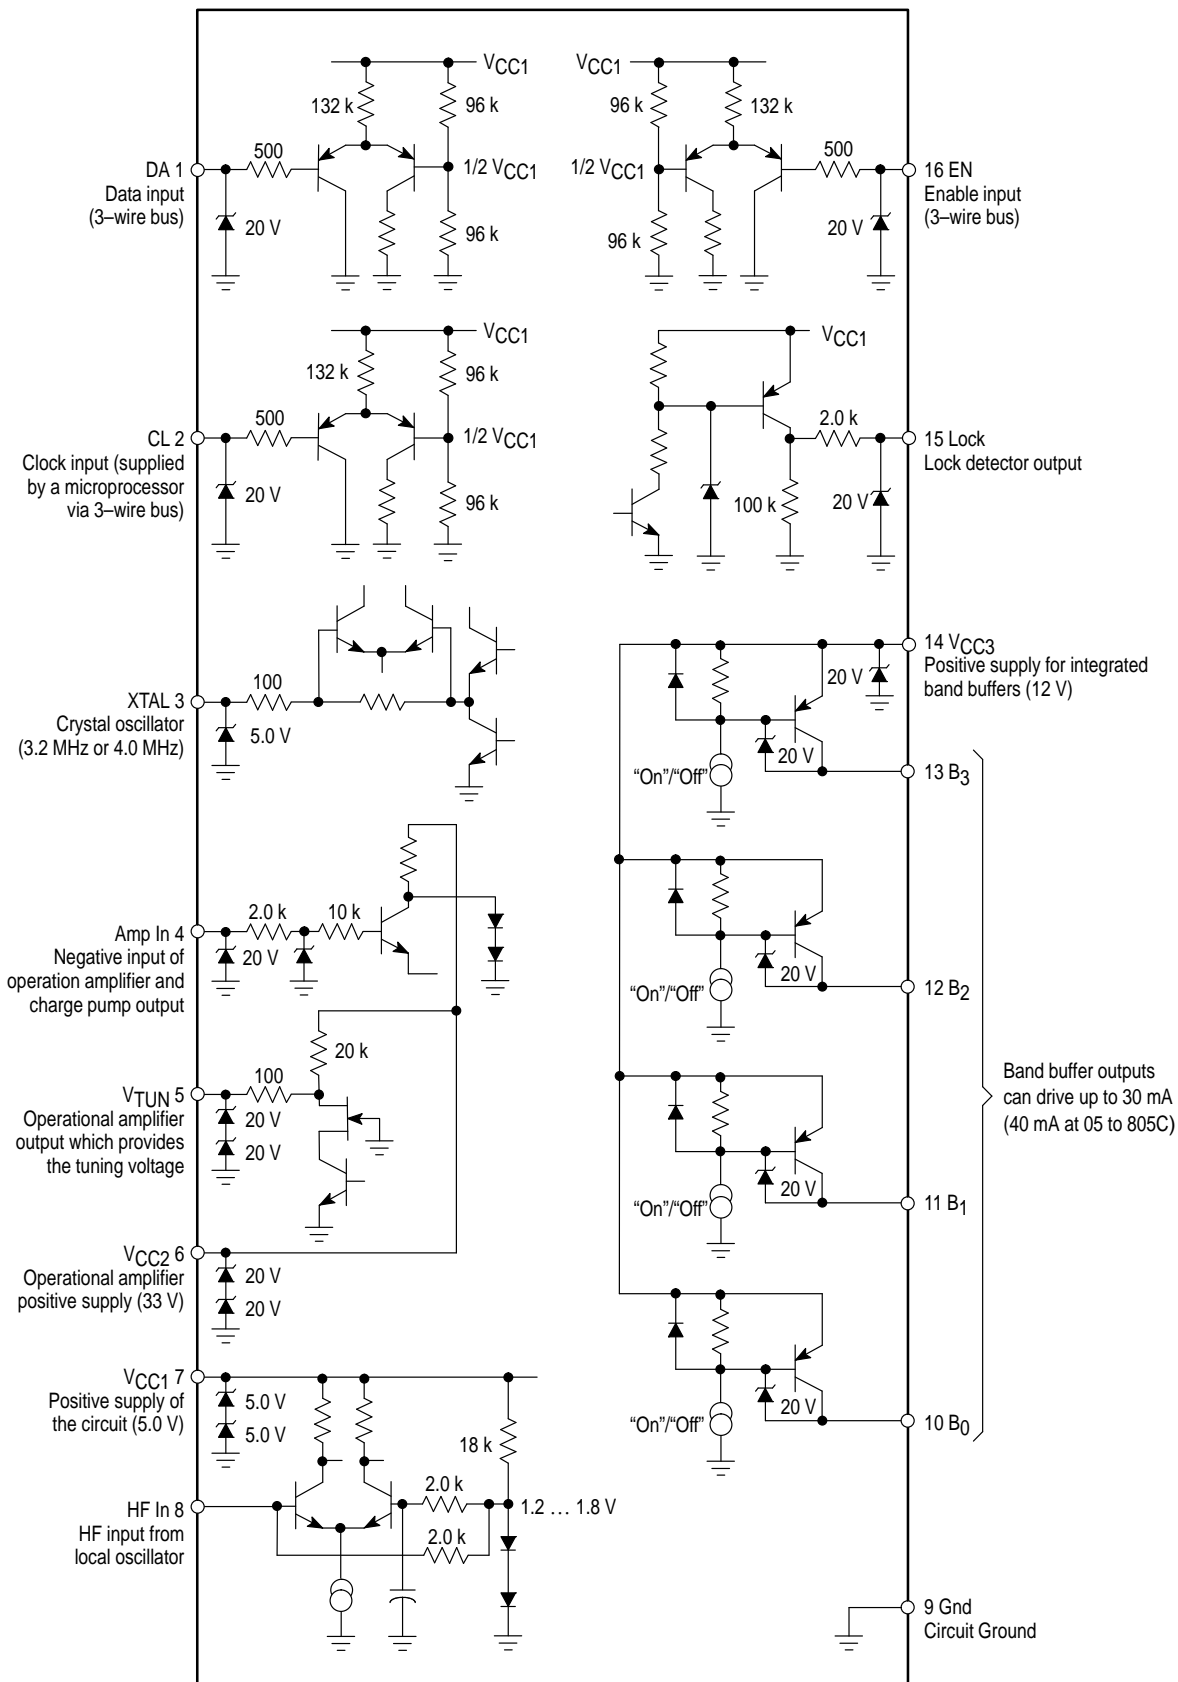 VCC1
132 k
96 k
500
DA 1
Data input
(3–wire bus)
20 V
1/2 VCC1
96 k
VCC1
96 k
132 k
500
1/2 VCC1
96 k
20 V
16 EN
Enable input
(3–wire bus)
VCC1
132 k
96 k
500
CL 2
Clock input (supplied
by a microprocessor
via 3–wire bus)
20 V
1/2 VCC1
96 k
VCC1
2.0 k
100 k
20 V
15 Lock
Lock detector output
100
XTAL 3
Crystal oscillator
(3.2 MHz or 4.0 MHz)
5.0 V
14 VCC3
Positive supply for integrated
band buffers (12 V)
20 V
20 V
“On”/“Off”
13 B3
2.0 k
10 k
Amp In 4
Negative input of
operation amplifier and
charge pump output
20 V
20 V
“On”/“Off”
12 B2
20 k
100
VTUN 5
Operational amplifier
output which provides
the tuning voltage
20 V
20 V
Band buffer outputs
can drive up to 30 mA
(40 mA at 05 to 805C)
20 V
“On”/“Off”
11 B1
VCC2 6
Operational amplifier
positive supply (33 V)
20 V
20 V
20 V
“On”/“Off”
10 B0
VCC1 7
Positive supply of
the circuit (5.0 V)
5.0 V
5.0 V
18 k
2.0 k
1.2 … 1.8 V
2.0 k
HF In 8
HF input from
local oscillator
9 Gnd
Circuit Ground